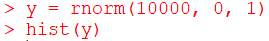 > y = rnorm(10000, 0, 1)
> hist(y)